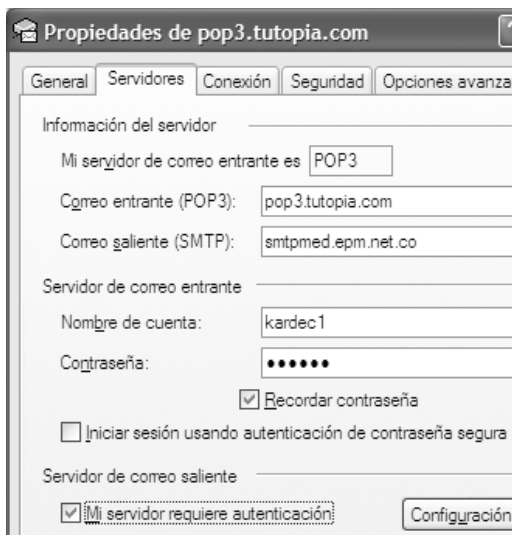 Propiedades de pop3.tutopia.com
General Servidores Conexión Seguridad Opciones avanza
Información del servidor
Mi servidor de correo entrante es POP3
Correo entrante (POP3): pop3.tutopia.com
Correo saliente (SMTP): smtpmed.epm.net.co
Servidor de correo entrante
Nombre de cuenta: kardec1
Contraseña: ••••••
Recordar contraseña
Iniciar sesión usando autenticación de contraseña segura
Servidor de correo saliente
Mi servidor requiere autenticación Configuración